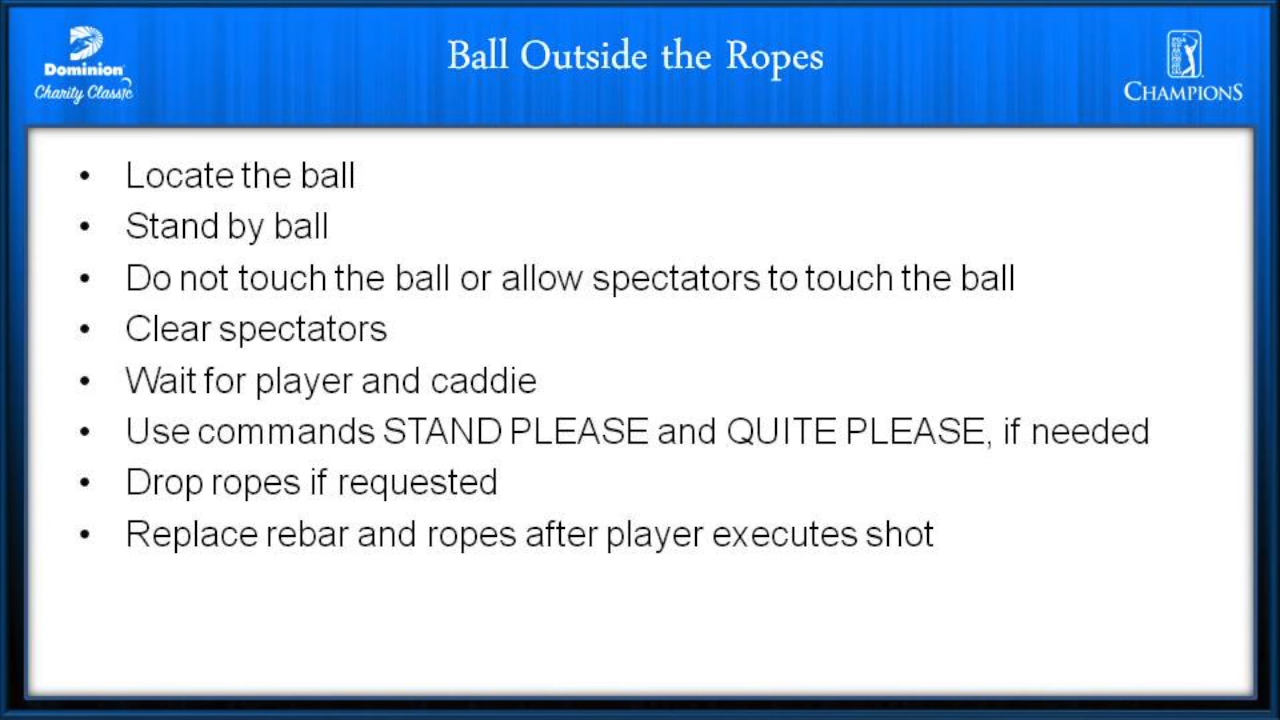 Dominion
Charity Classic
Ball Outside the Ropes
CHAMPIONS
• Locate the ball
• Stand by ball
• Do not touch the ball or allow spectators to touch the ball
• Clear spectators
• Wait for player and caddie
• Use commands STAND PLEASE and QUITE PLEASE, if needed
• Drop ropes if requested
• Replace rebar and ropes after player executes shot